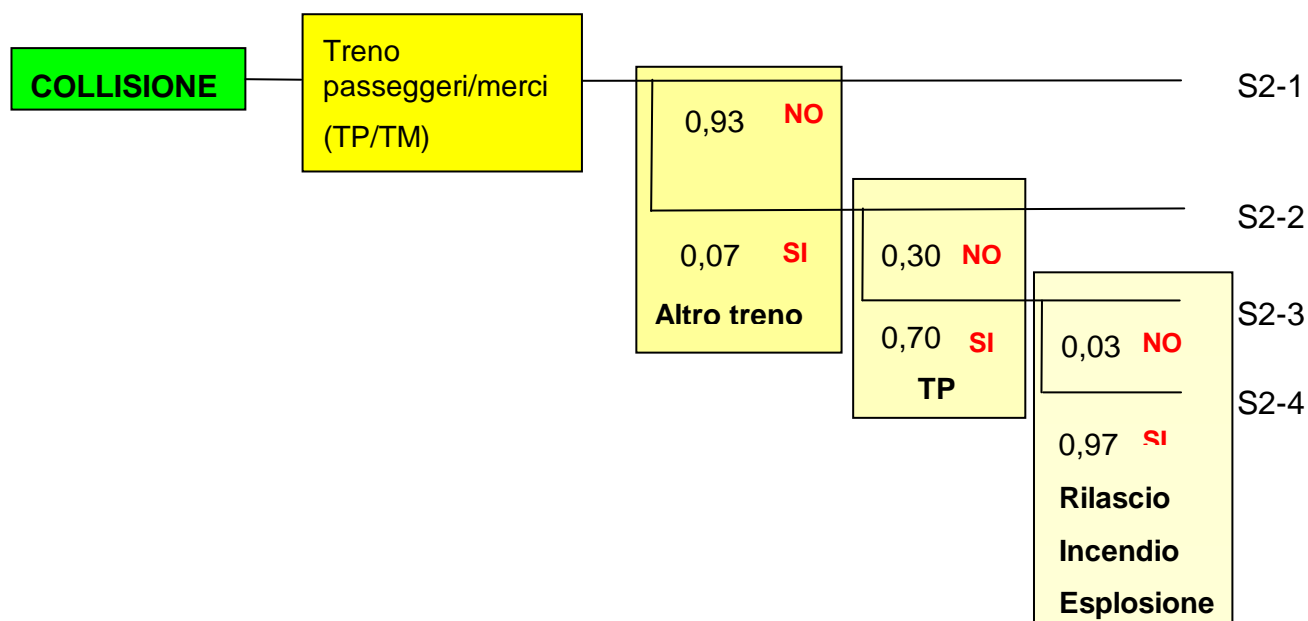 COLLISIONE
Treno
passeggeri/merci
(TP/TM)
S2-1
0,93 NO
S2-2
0,07 SI
Altro treno
0,30 NO
0,70 SI
TP
S2-3
0,03 NO
S2-4
0,97 SI
Rilascio
Incendio
Esplosione